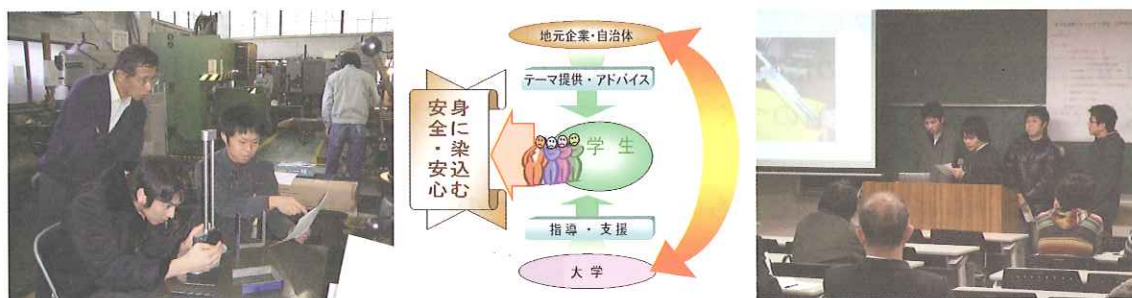 地元企業・自治体
テーマ提供・アドバイス
身に染込む
安全・安心
学生
指導・支援
大学